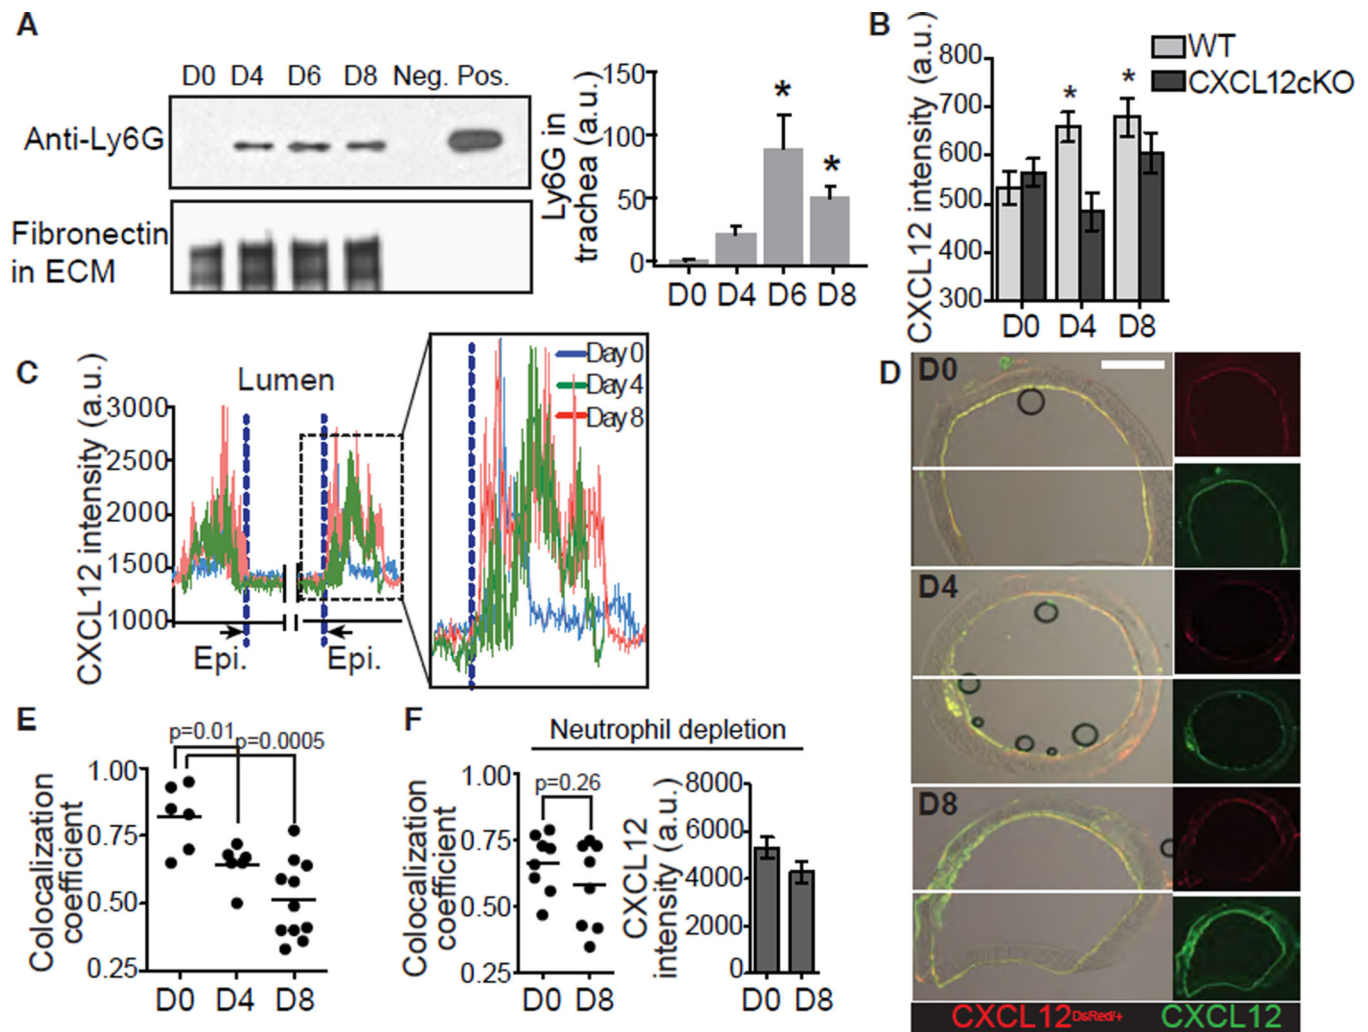 A
D0 D4 D6 D8 Neg. Pos.
Anti-Ly6G
Fibronectin
in ECM
Ly6G in
trachea (a.u.)
150
100
50
0
*
*
D0 D4 D6 D8
B
CXCL12 intensity (a.u.)
800
700
600
500
400
300
*
*
WT
CXCL12cKO
D0 D4 D8
C
Lumen
CXCL12 intensity (a.u.)
3000
2500
2000
1500
1000
Epi.
Epi.
Day 0
Day 4
Day 8
D
D0
D4
D8
CXCL12DsRed/+ CXCL12
E
p=0.01
p=0.0005
Colocalization
coefficient
1.00
0.75
0.50
0.25
D0 D4 D8
F
Neutrophil depletion
p=0.26
Colocalization
coefficient
1.00
0.75
0.50
0.25
D0 D8
CXCL12
intensity (a.u.)
8000
6000
4000
2000
0
D0 D8